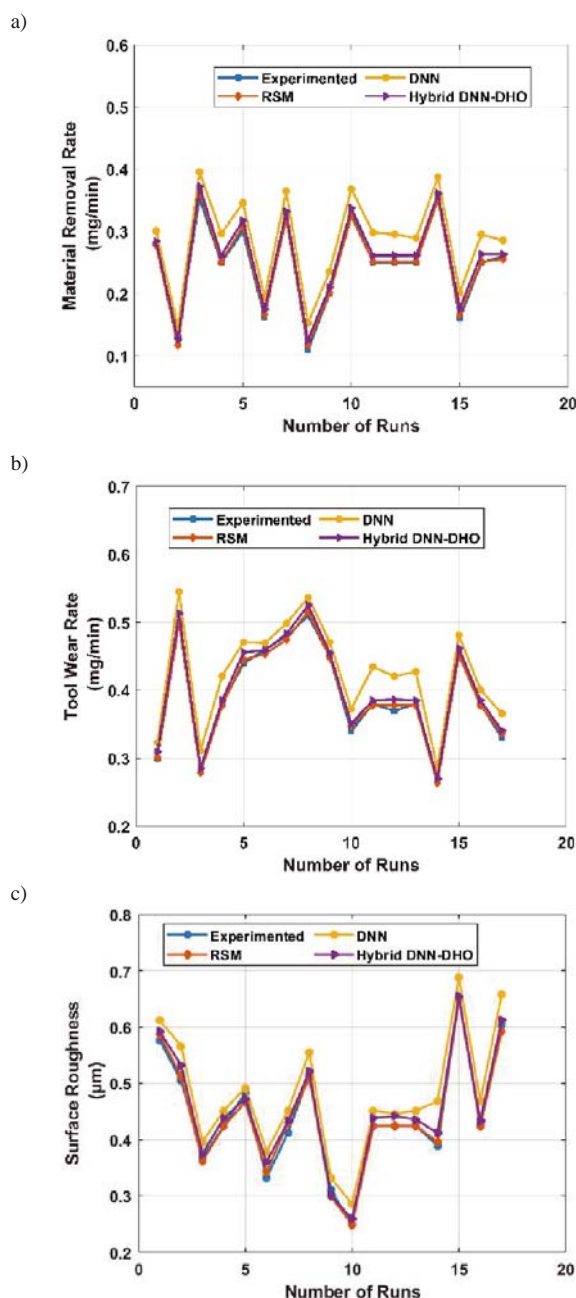 a)
0.6
Experimented DNN
RSM Hybrid DNN-DHO
0.5
0.4
0.3
0.2
0.1
Material Removal Rate
(mg/min)
0 5 10 15 20
Number of Runs
b)
0.7
Experimented DNN
RSM Hybrid DNN-DHO
0.6
0.5
0.4
0.3
0.2
Tool Wear Rate
(mg/min)
0 5 10 15 20
Number of Runs
c)
0.8
Experimented DNN
RSM Hybrid DNN-DHO
0.7
0.6
0.5
0.4
0.3
0.2
Surface Roughness
(μm)
0 5 10 15 20
Number of Runs